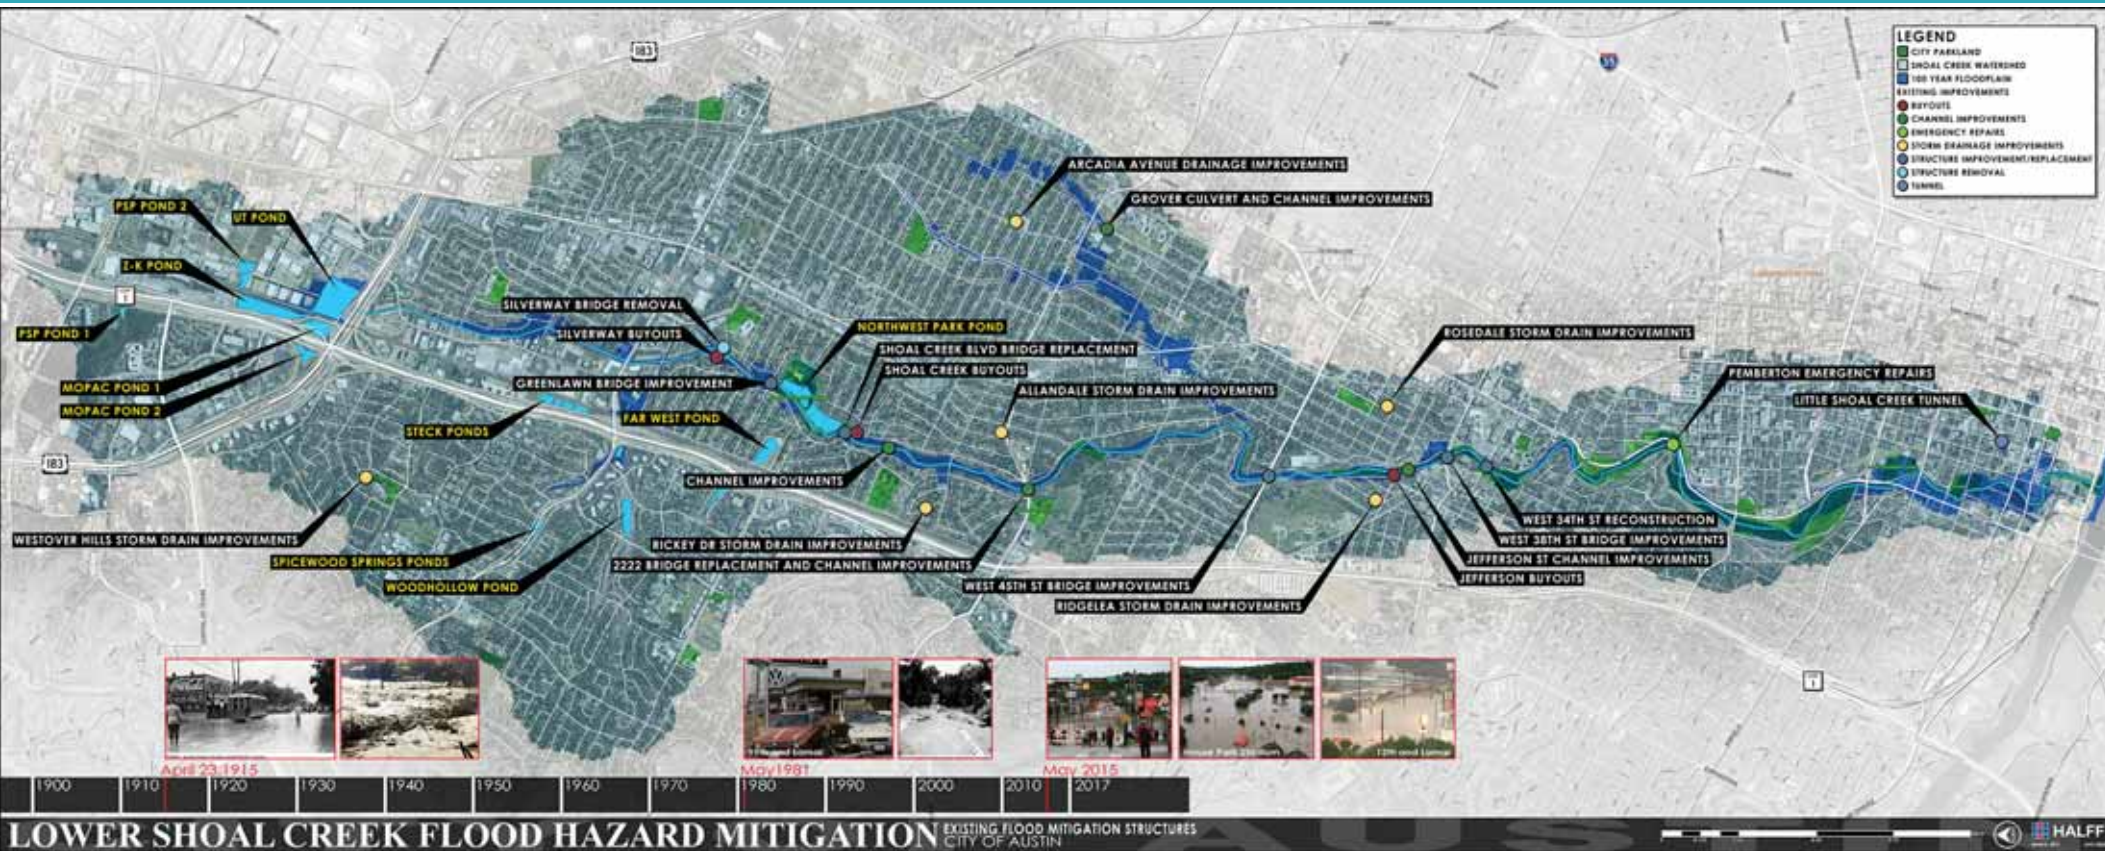 183
35
LEGEND
CITY PARKLAND
SHOAL CREEK WATERSHED
100 YEAR FLOODPLAIN
EXISTING IMPROVEMENTS
BUYOUTS
CHANNEL IMPROVEMENTS
EMERGENCY REPAIRS
STORM DRAINAGE IMPROVEMENTS
STRUCTURE IMPROVEMENT/REPLACEMENT
STRUCTURE REMOVAL
TUNNEL
ARCADIA AVENUE DRAINAGE IMPROVEMENTS
GROVER CULVERT AND CHANNEL IMPROVEMENTS
PSP POND 2
UT POND
Z-K POND
1
PSP POND 1
MOPAC POND 1
MOPAC POND 2
183
SILVERWAY BRIDGE REMOVAL
SILVERWAY BUYOUTS
NORTHWEST PARK POND
SHOAL CREEK BLVD BRIDGE REPLACEMENT
SHOAL CREEK BUYOUTS
GREENLAWN BRIDGE IMPROVEMENT
ALLANDALE STORM DRAIN IMPROVEMENTS
FAR WEST POND
STECK PONDS
ROSEDALE STORM DRAIN IMPROVEMENTS
PEMBERTON EMERGENCY REPAIRS
LITTLE SHOAL CREEK TUNNEL
CHANNEL IMPROVEMENTS
WESTOVER HILLS STORM DRAIN IMPROVEMENTS
SPICEWOOD SPRINGS PONDS
WOODHOLLOW POND
RICKEY DR STORM DRAIN IMPROVEMENTS
2222 BRIDGE REPLACEMENT AND CHANNEL IMPROVEMENTS
WEST 45TH ST BRIDGE IMPROVEMENTS
RIDGELEA STORM DRAIN IMPROVEMENTS
WEST 34TH ST RECONSTRUCTION
WEST 38TH ST BRIDGE IMPROVEMENTS
JEFFERSON ST CHANNEL IMPROVEMENTS
JEFFERSON BUYOUTS
1
and Lamar
House Park Stadium
12th and Lamar
April 23, 1915
May 1981
May 2015
1900
1910
1920
1930
1940
1950
1960
1970
1980
1990
2000
2010
2017
LOWER SHOAL CREEK FLOOD HAZARD MITIGATION
EXISTING FLOOD MITIGATION STRUCTURES
CITY OF AUSTIN
AUSTIN
HALFF